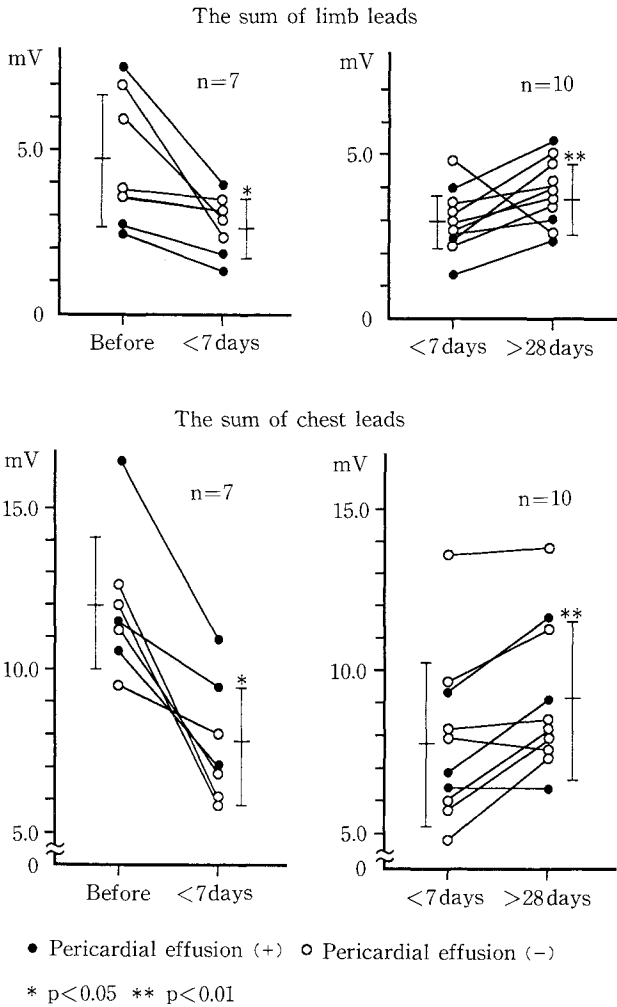 The sum of limb leads
mV
n=7
5.0
*
0
Before <7days
mV
n=10
5.0
**
0
<7days >28days
The sum of chest leads
mV
n=7
15.0
10.0
*
5.0
0
Before <7days
mV
n=10
15.0
**
10.0
5.0
0
<7days >28days
● Pericardial effusion (+) ○ Pericardial effusion (−)
* p<0.05 ** p<0.01